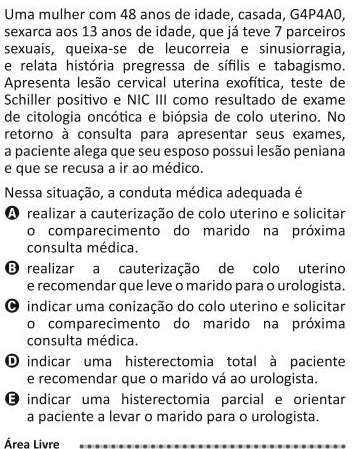 Uma mulher com 48 anos de idade, casada, G4P4A0,
sexarca aos 13 anos de idade, que já teve 7 parceiros
sexuais, queixa-se de leucorreia e sinusiorragia,
e relata história pregressa de sífilis e tabagismo.
Apresenta lesão cervical uterina exofítica, teste de
Schiller positivo e NIC III como resultado de exame
de citologia oncótica e biópsia de colo uterino. No
retorno à consulta para apresentar seus exames,
a paciente alega que seu esposo possui lesão peniana
e que se recusa a ir ao médico.
Nessa situação, a conduta médica adequada é
A realizar a cauterização de colo uterino e solicitar
o comparecimento do marido na próxima
consulta médica.
B realizar a cauterização de colo uterino
e recomendar que leve o marido para o urologista.
C indicar uma conização do colo uterino e solicitar
o comparecimento do marido na próxima
consulta médica.
D indicar uma histerectomia total à paciente
e recomendar que o marido vá ao urologista.
E indicar uma histerectomia parcial e orientar
a paciente a levar o marido para o urologista.
Área Livre